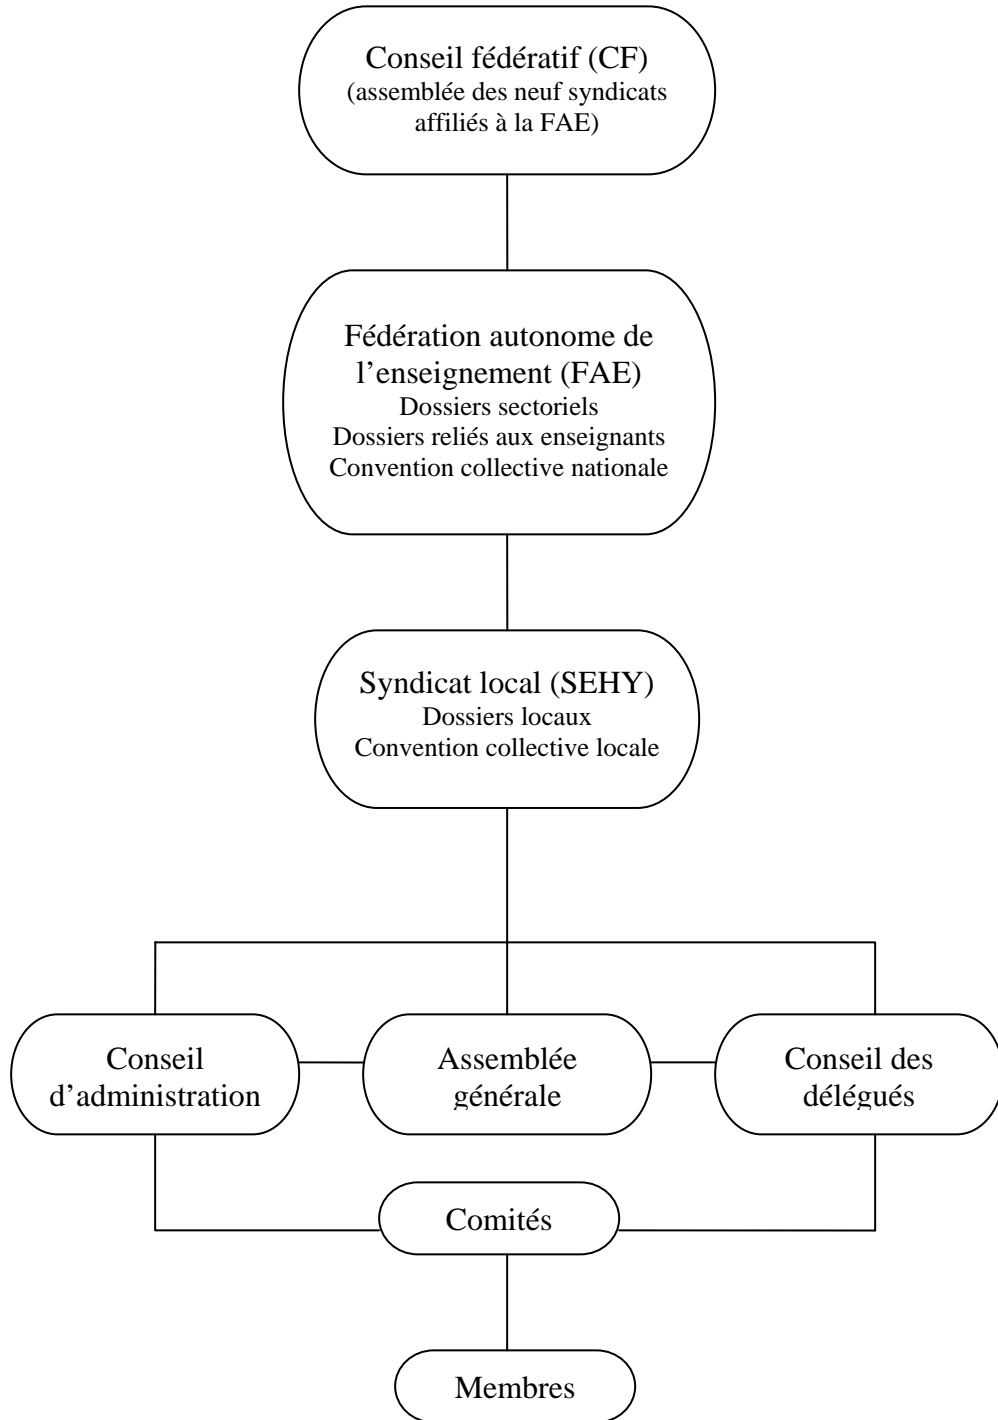 Conseil fédératif (CF)
(assemblée des neuf syndicats
affiliés à la FAE)
Fédération autonome de
l’enseignement (FAE)
Dossiers sectoriels
Dossiers reliés aux enseignants
Convention collective nationale
Syndicat local (SEHY)
Dossiers locaux
Convention collective locale
Conseil
d’administration
Assemblée
générale
Conseil des
délégués
Comités
Membres